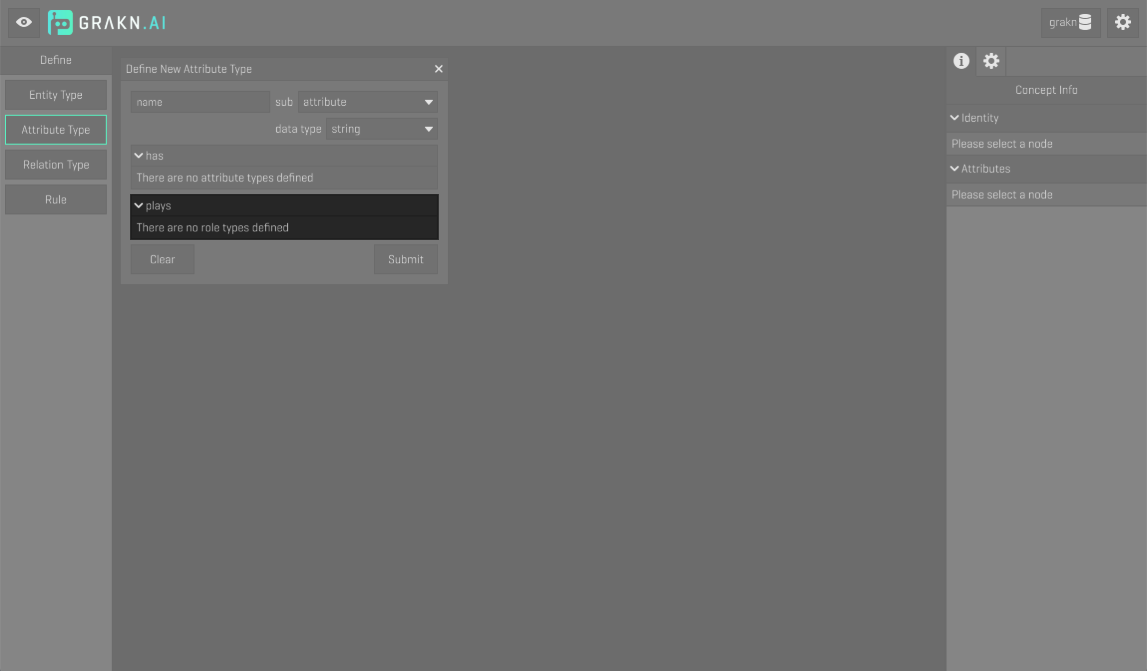 GRAKN.AI
grakn
Define
Entity Type
Attribute Type
Relation Type
Rule
Define New Attribute Type
name sub attribute
data type string
has
There are no attribute types defined
plays
There are no role types defined
Clear Submit
Concept Info
Identity
Please select a node
Attributes
Please select a node